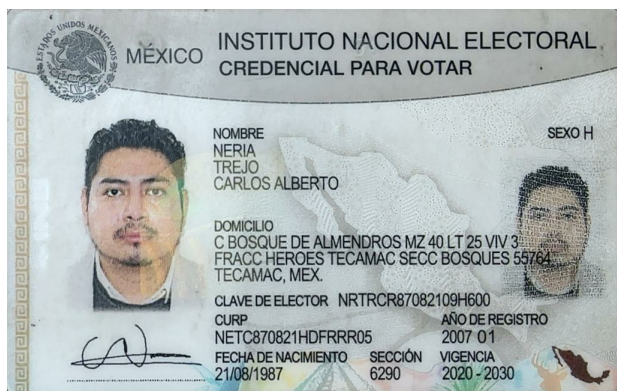 ESTADOS UNIDOS MEXICANOS
MÉXICO INSTITUTO NACIONAL ELECTORAL
CREDENCIAL PARA VOTAR
NOMBRE SEXO H
NERIA
TREJO
CARLOS ALBERTO
DOMICILIO
C BOSQUE DE ALMENDROS MZ 40 LT 25 VIV 3
FRACC HEROES TECAMAC SECC BOSQUES 55764
TECAMAC, MEX.
CLAVE DE ELECTOR NRTRCR87082109H600
CURP AÑO DE REGISTRO
NETC870821HDFRRR05 2007 01
FECHA DE NACIMIENTO SECCIÓN VIGENCIA
21/08/1987 6290 2020 - 2030